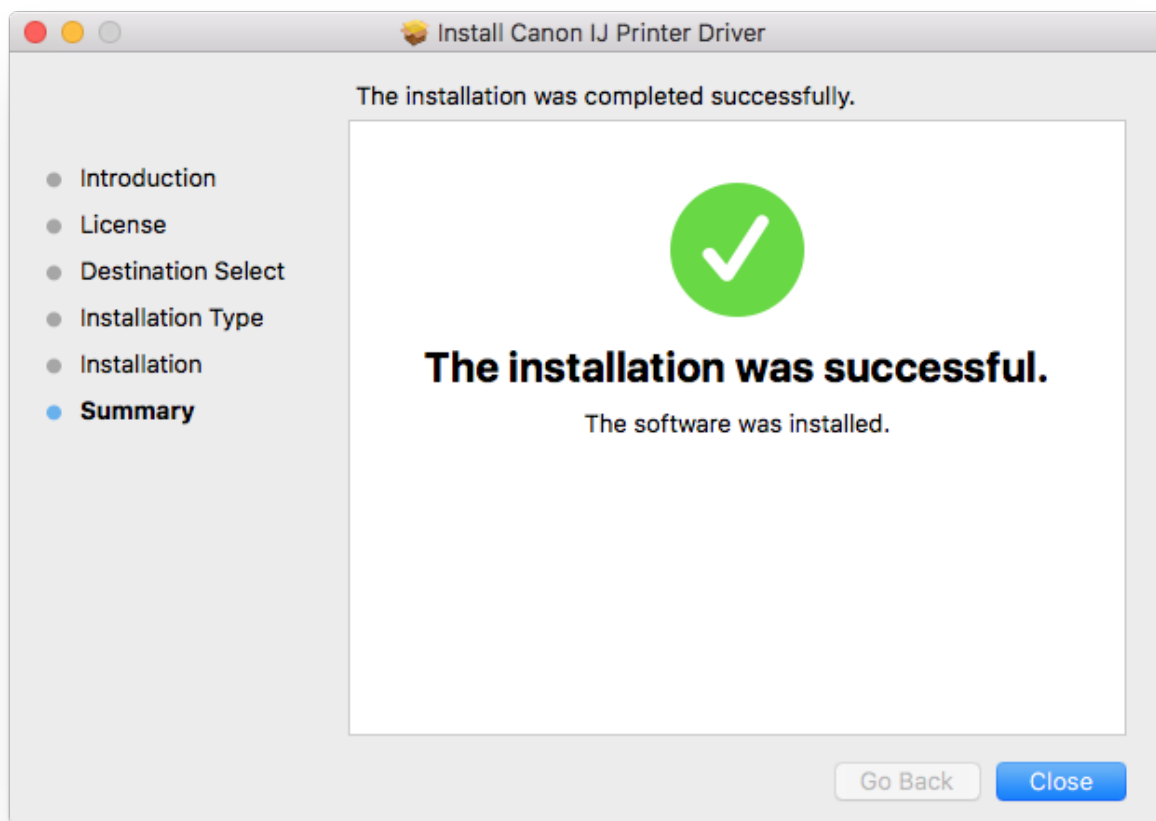 Install Canon IJ Printer Driver
The installation was completed successfully.
Introduction
License
Destination Select
Installation Type
Installation
Summary
The installation was successful.
The software was installed.
Go Back
Close